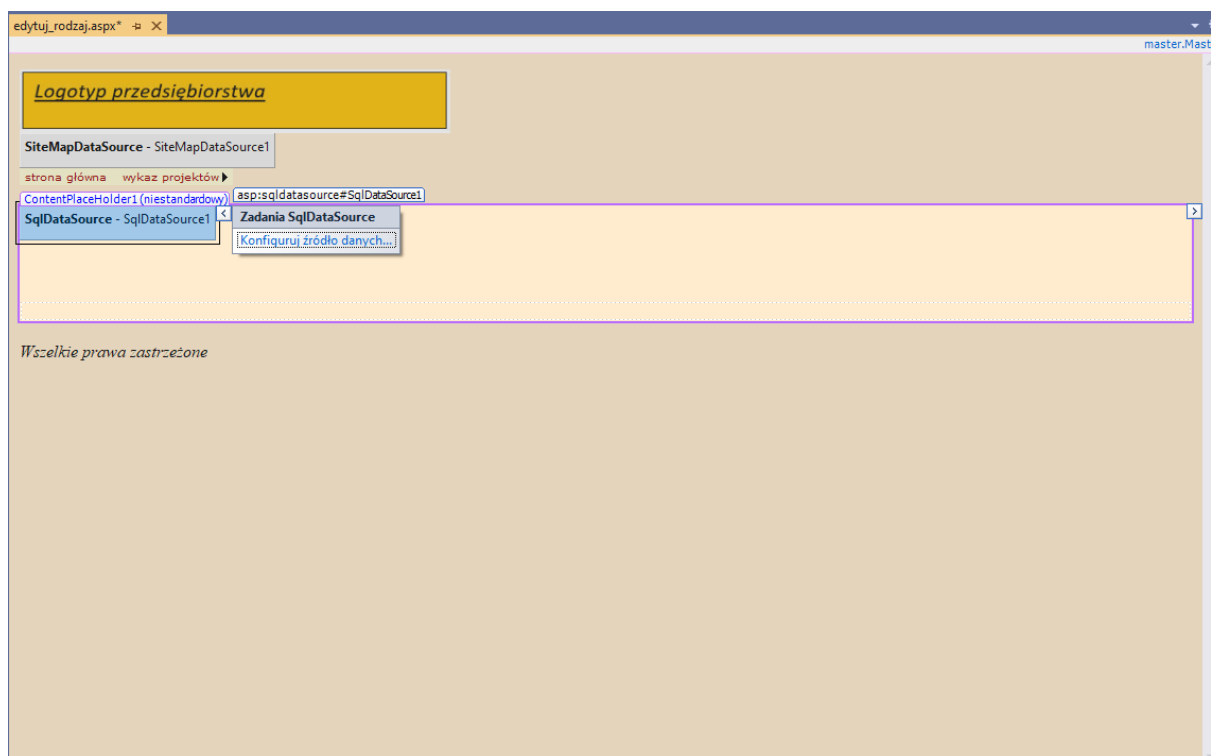 edytuj_rodzaj.aspx*
master.Mast
Logotyp przedsiębiorstwa
SiteMapDataSource - SiteMapDataSource1
strona główna wykaz projektów
ContentPlaceHolder1 (niestandardowy) asp:sqldatasource#SqlDataSource1
SqlDataSource - SqlDataSource1 Zadania SqlDataSource
Konfiguruj źródło danych...
Wszelkie prawa zastrzeżone